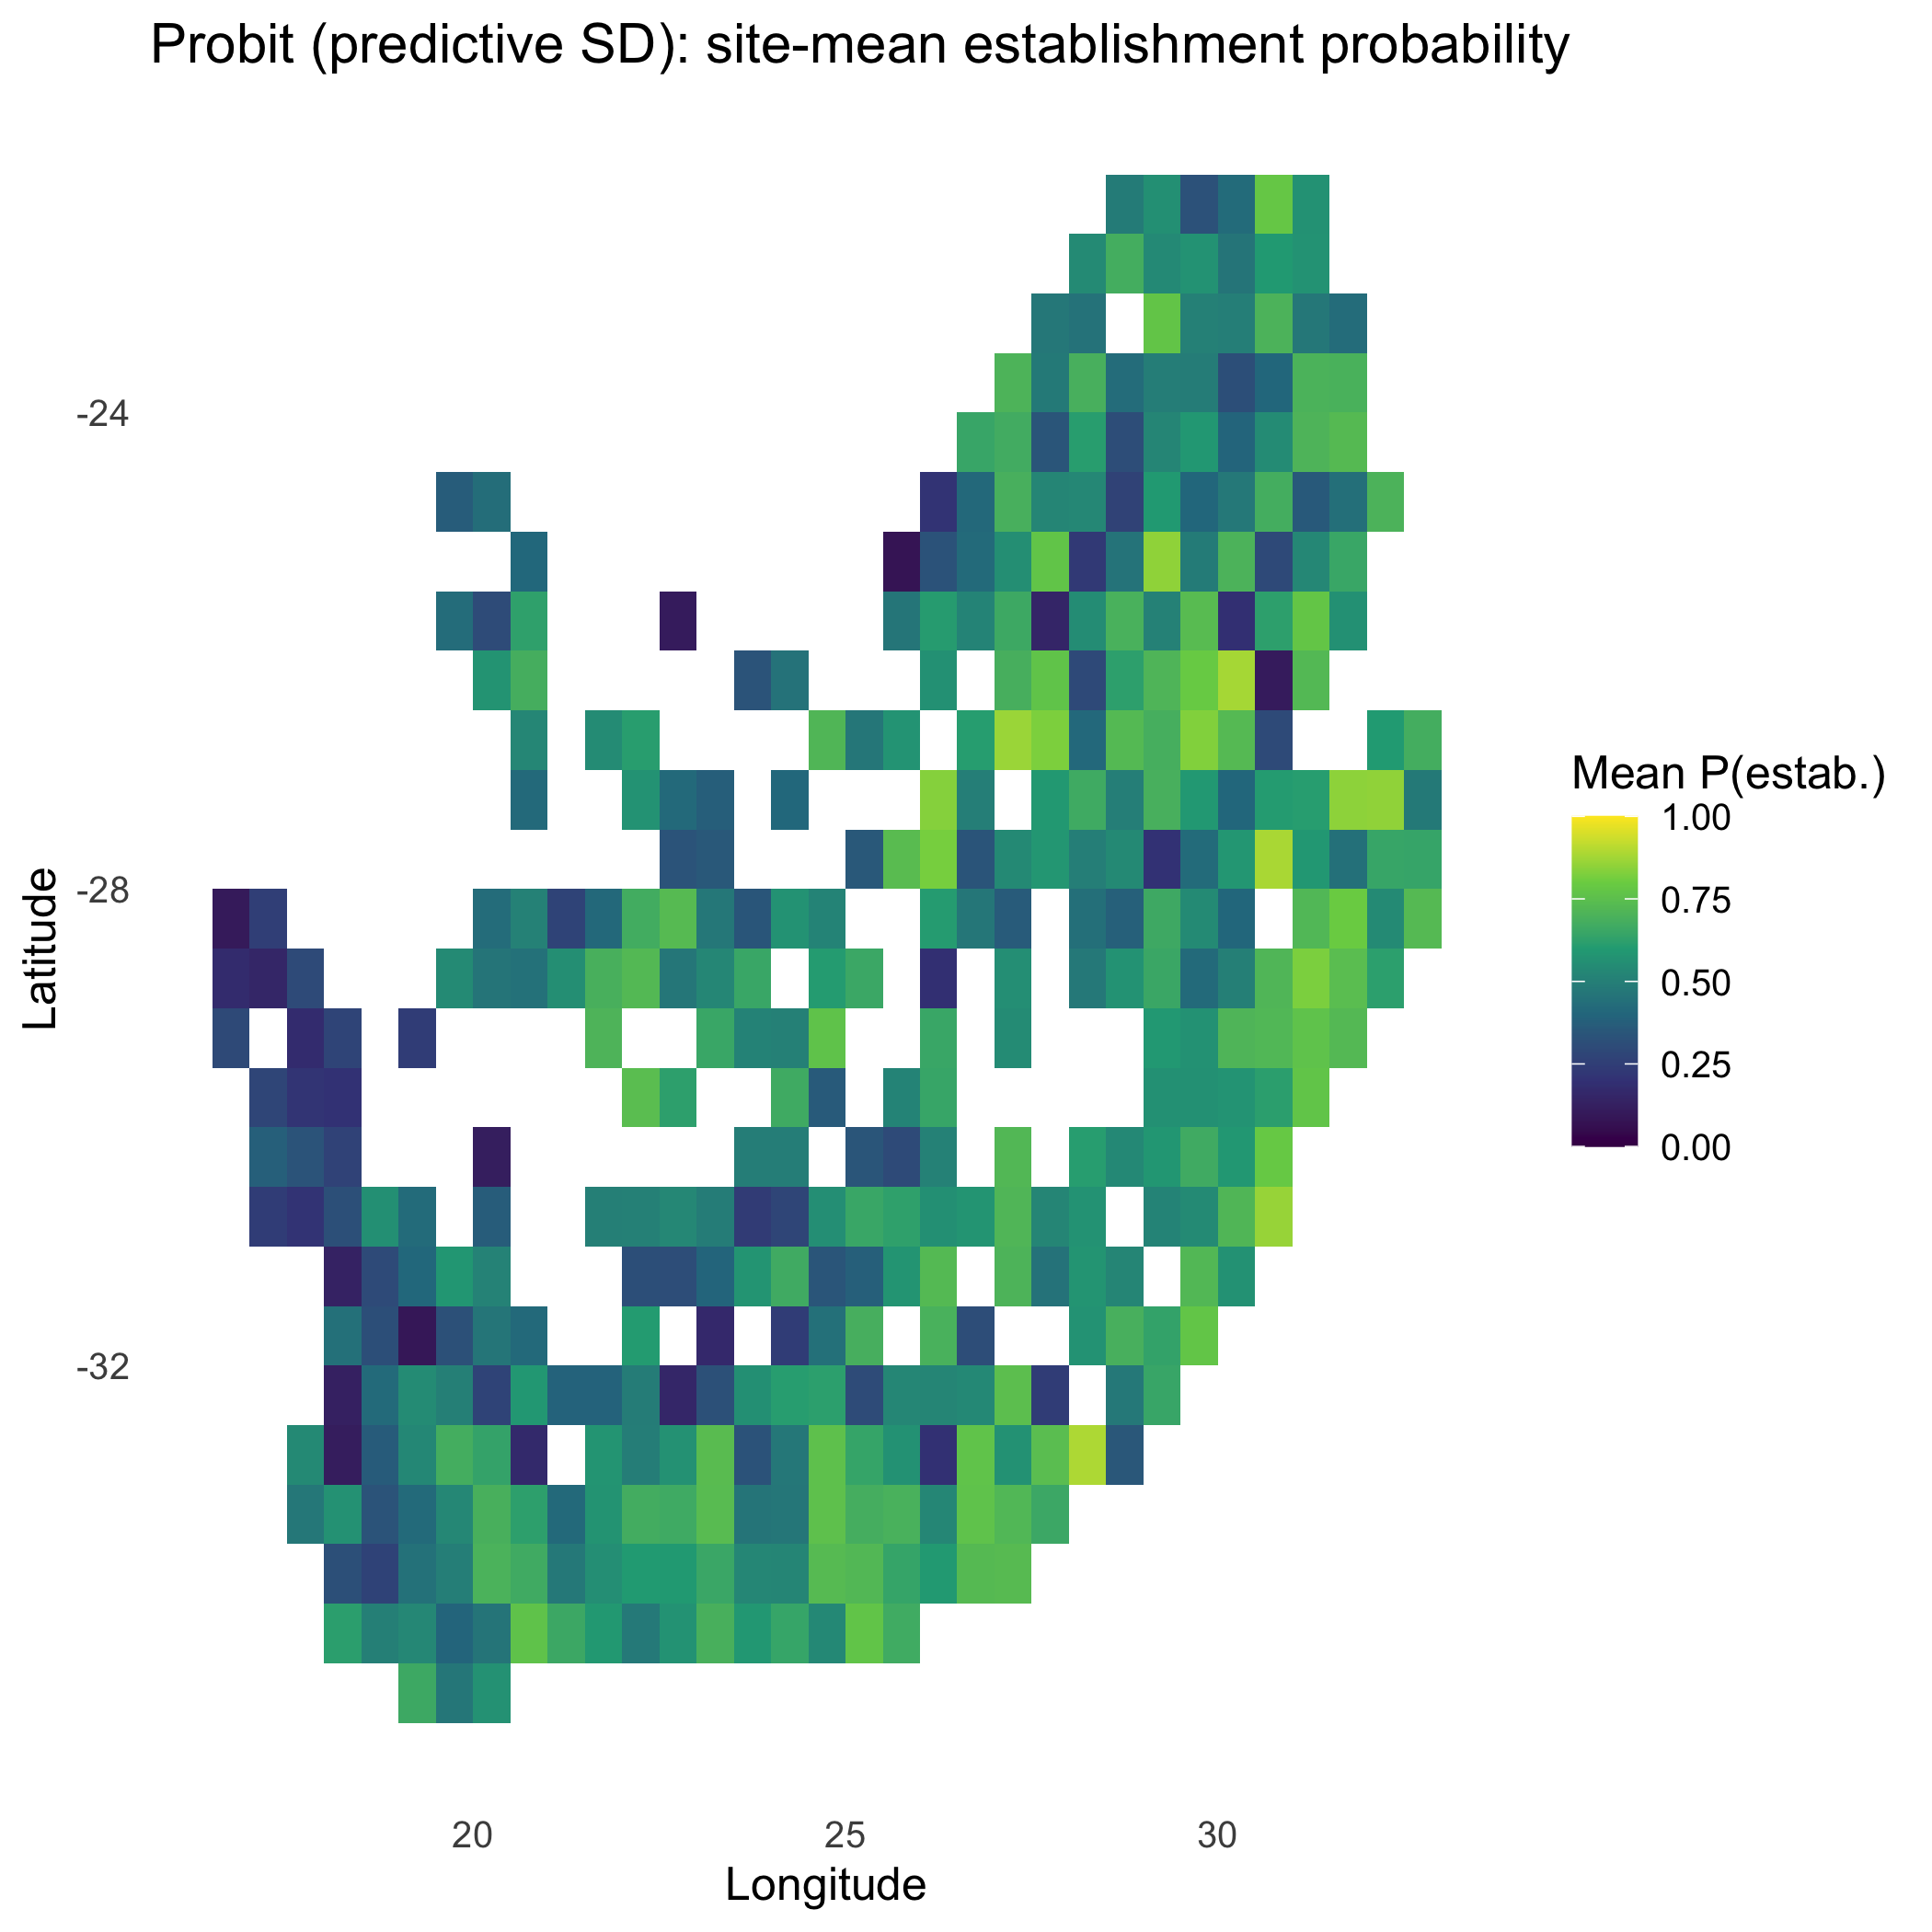 Probit (predictive SD): site-mean establishment probability
-24
-28
-32
Latitude
20 25 30
Longitude
Mean P(estab.)
1.00
0.75
0.50
0.25
0.00